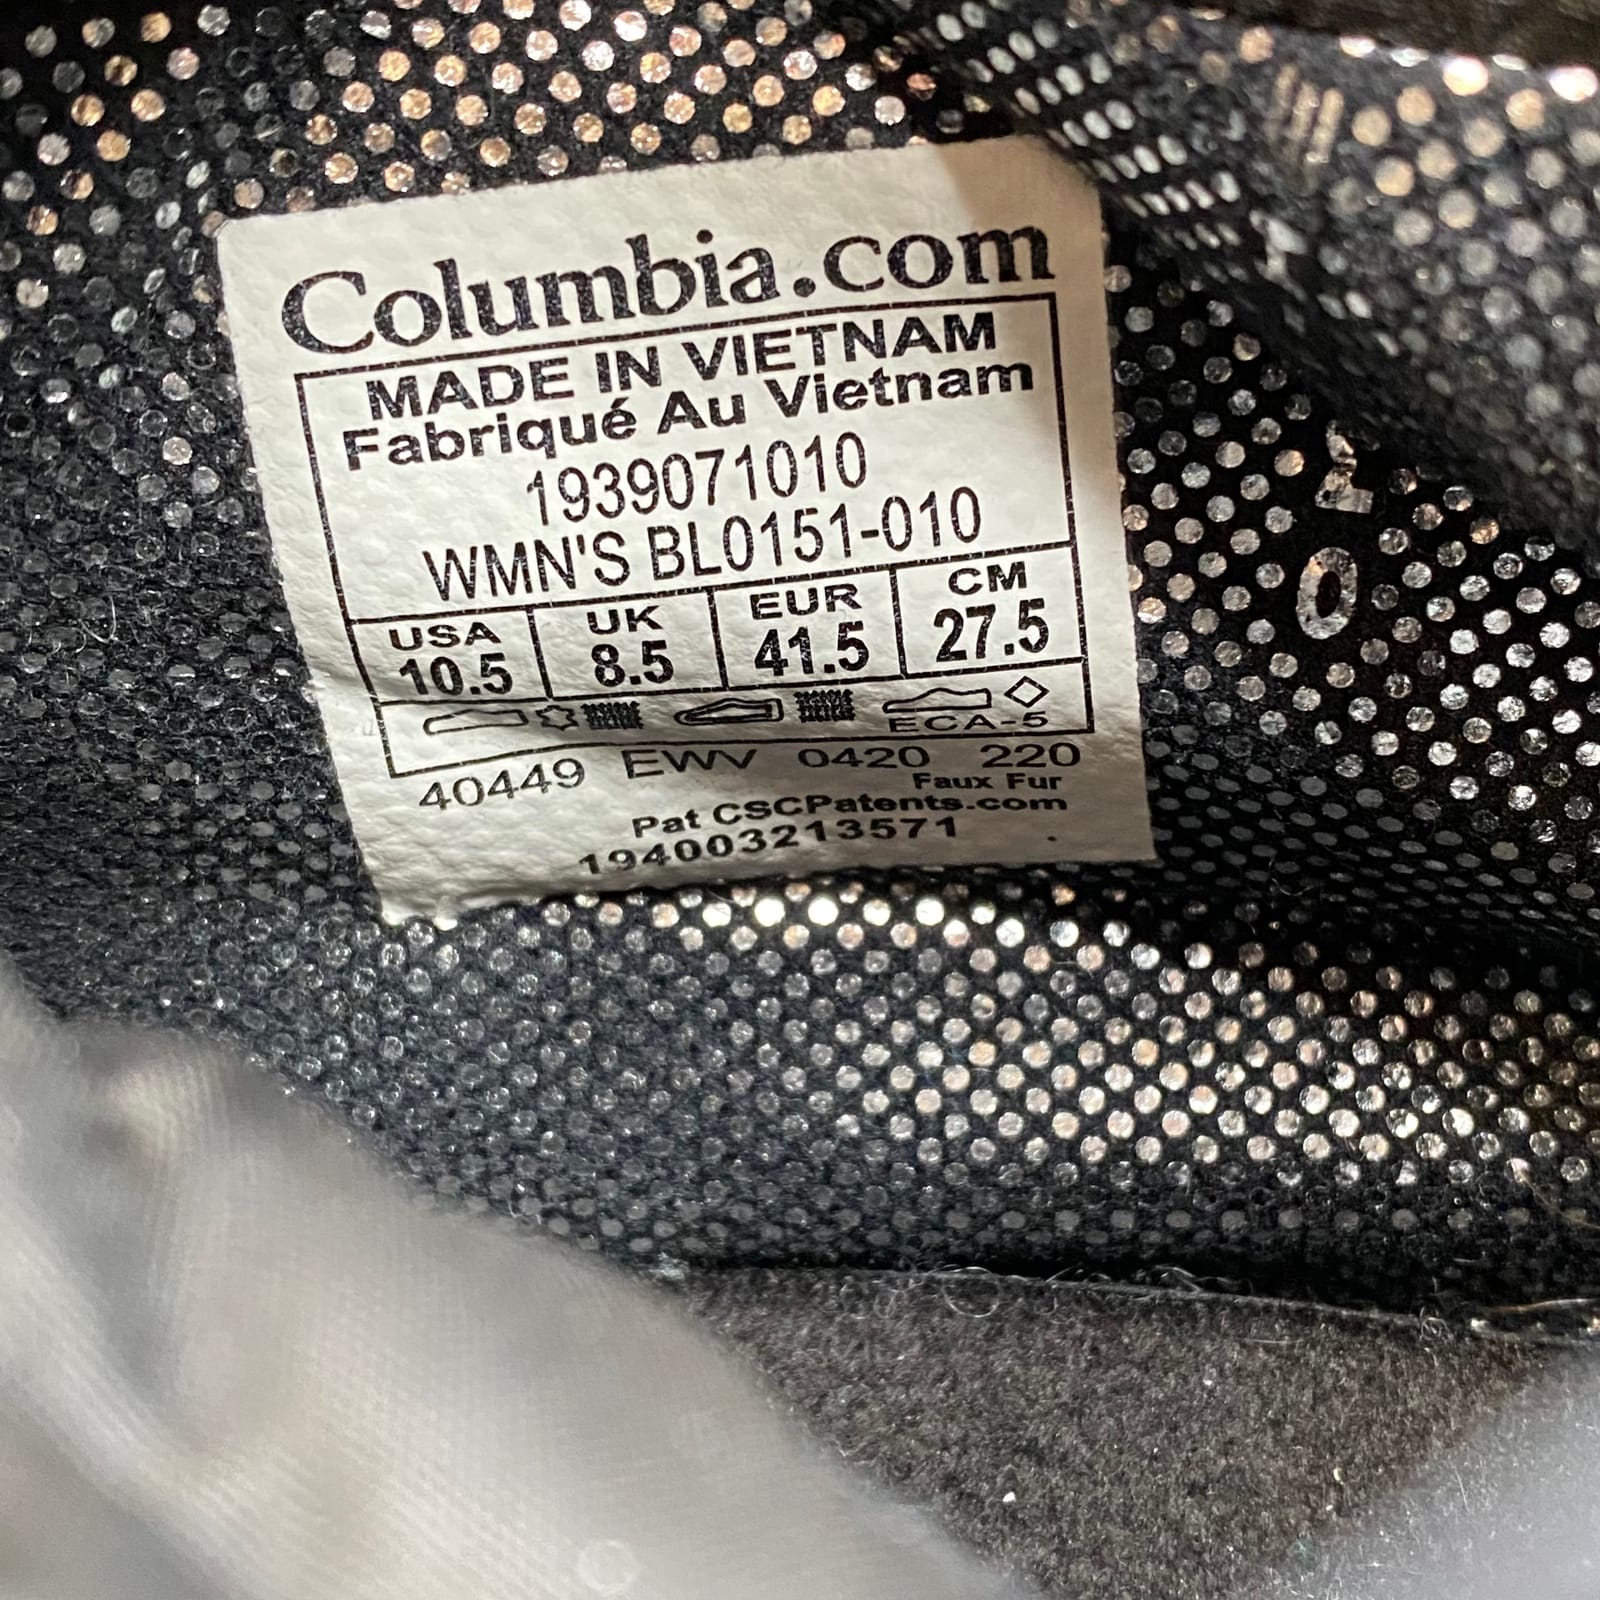 Columbia.com
MADE IN VIETNAM
Fabriqué Au Vietnam
1939071010
WMN'S BL0151-010
USA UK EUR CM
10.5 8.5 41.5 27.5
ECA-5
40449 EWV 0420 220
Faux Fur
Pat CSCPatents.com
194003213571